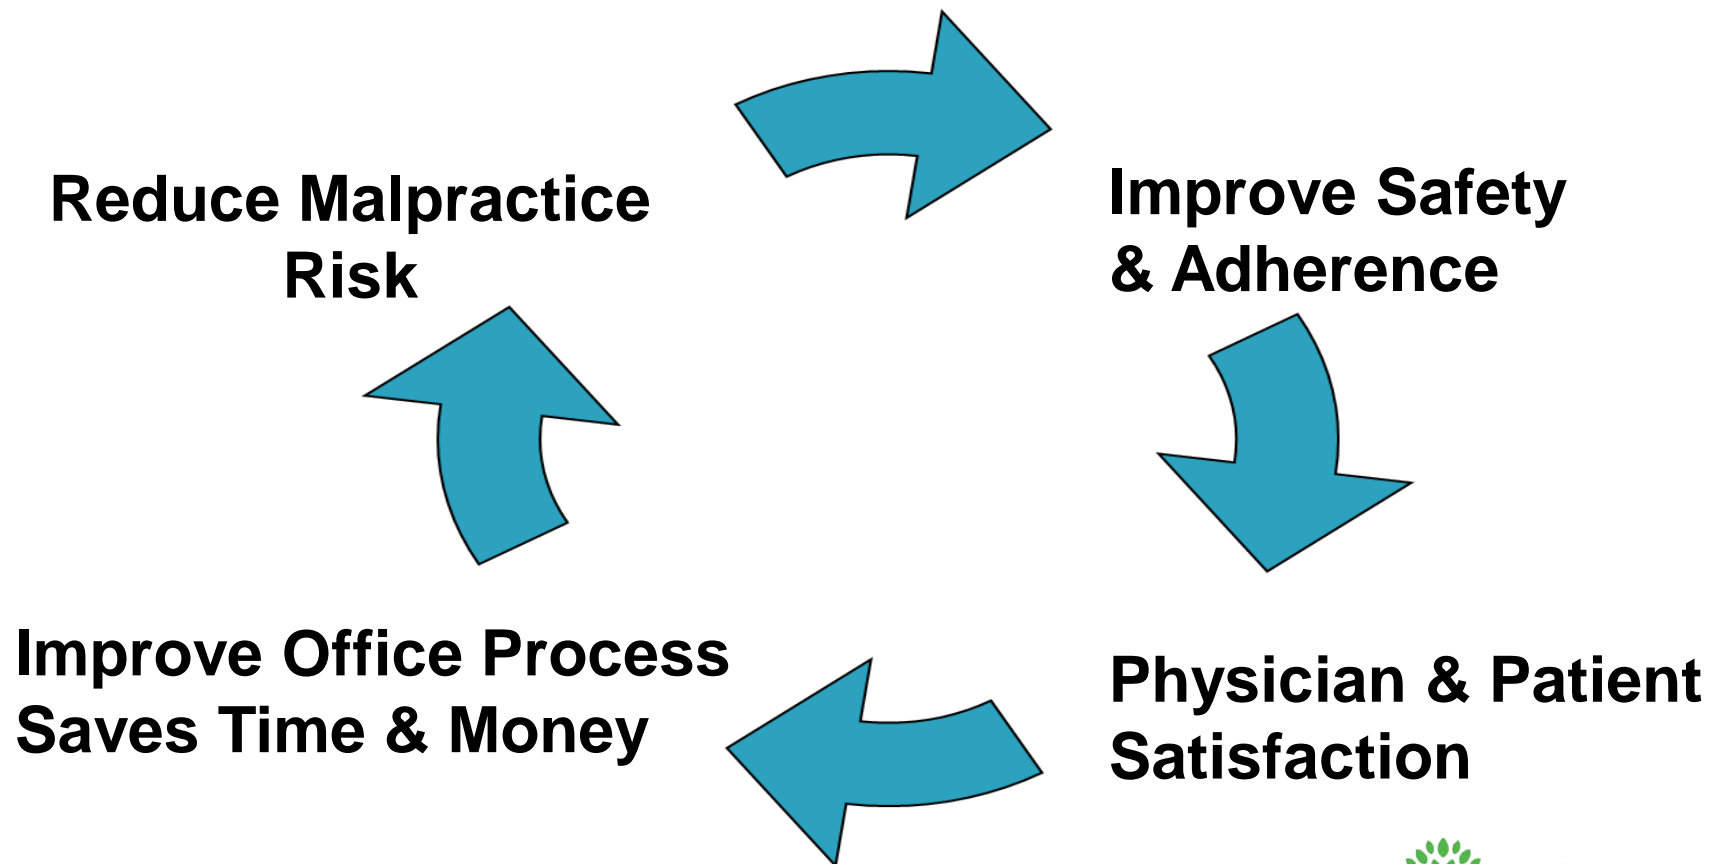 Reduce Malpractice
Risk
Improve Safety
& Adherence
Physician & Patient
Satisfaction
Improve Office Process
Saves Time & Money